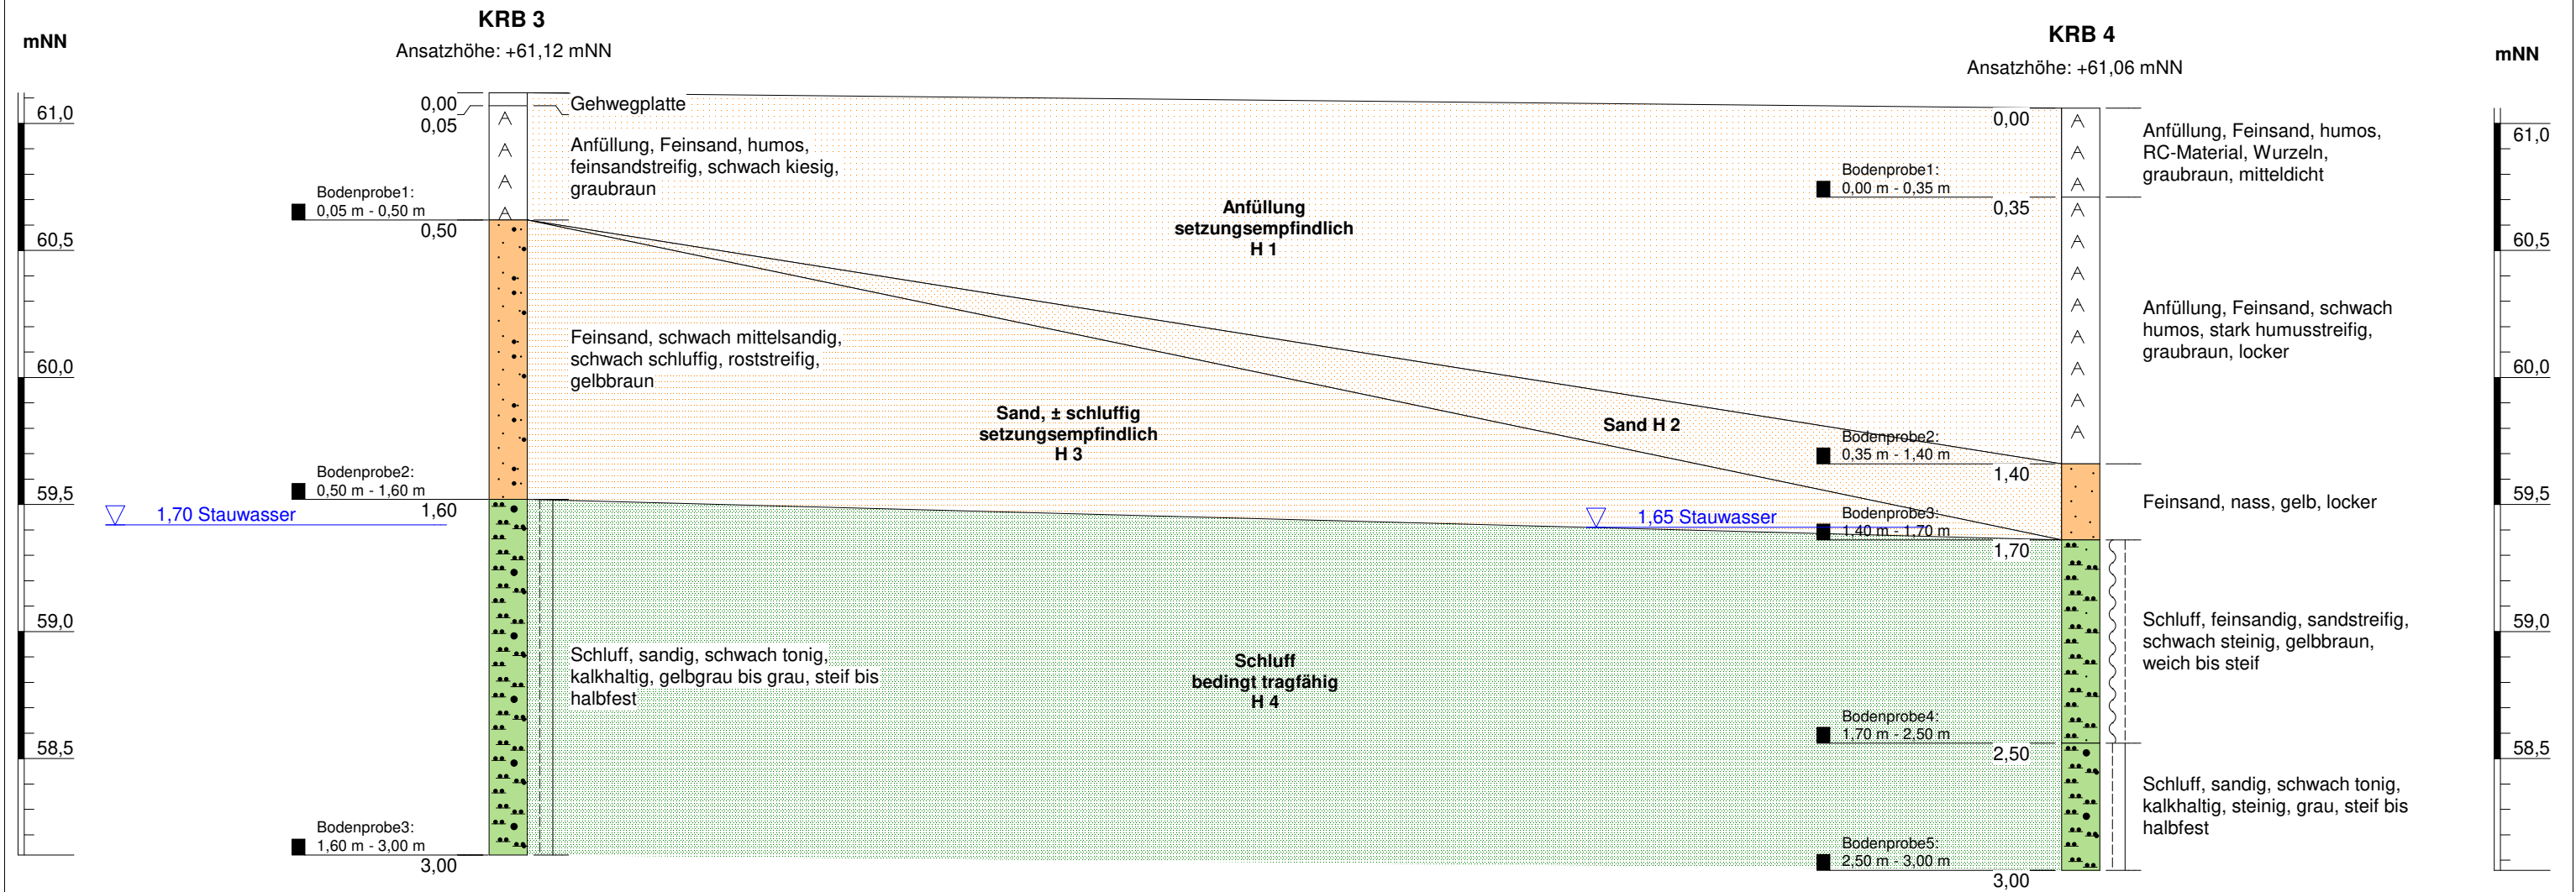 KRB 3
Ansatzhöhe: +61,12 mNN
mNN
61,0
60,5
60,0
59,5
59,0
58,5
0,00
0,05
Gehwegplatte
Anfüllung, Feinsand, humos,
feinsandstreifig, schwach kiesig,
graubraun
Bodenprobe1:
0,05 m - 0,50 m
0,50
Feinsand, schwach mittelsandig,
schwach schluffig, roststreifig,
gelbbraun
Bodenprobe2:
0,50 m - 1,60 m
1,60
1,70 Stauwasser
Schluff, sandig, schwach tonig,
kalkhaltig, gelbgrau bis grau, steif bis
halbfest
Bodenprobe3:
1,60 m - 3,00 m
3,00
Anfüllung
setzungsempfindlich
H 1
Sand, ± schluffig
setzungsempfindlich
H 3
Sand H 2
Schluff
bedingt tragfähig
H 4
KRB 4
Ansatzhöhe: +61,06 mNN
mNN
61,0
60,5
60,0
59,5
59,0
58,5
0,00
Anfüllung, Feinsand, humos,
RC-Material, Wurzeln,
graubraun, mitteldicht
Bodenprobe1:
0,00 m - 0,35 m
0,35
Anfüllung, Feinsand, schwach
humos, stark humusstreifig,
graubraun, locker
Bodenprobe2:
0,35 m - 1,40 m
1,40
Feinsand, nass, gelb, locker
1,65 Stauwasser
Bodenprobe3:
1,40 m - 1,70 m
1,70
Schluff, feinsandig, sandstreifig,
schwach steinig, gelbbraun,
weich bis steif
Bodenprobe4:
1,70 m - 2,50 m
2,50
Schluff, sandig, schwach tonig,
kalkhaltig, steinig, grau, steif bis
halbfest
Bodenprobe5:
2,50 m - 3,00 m
3,00